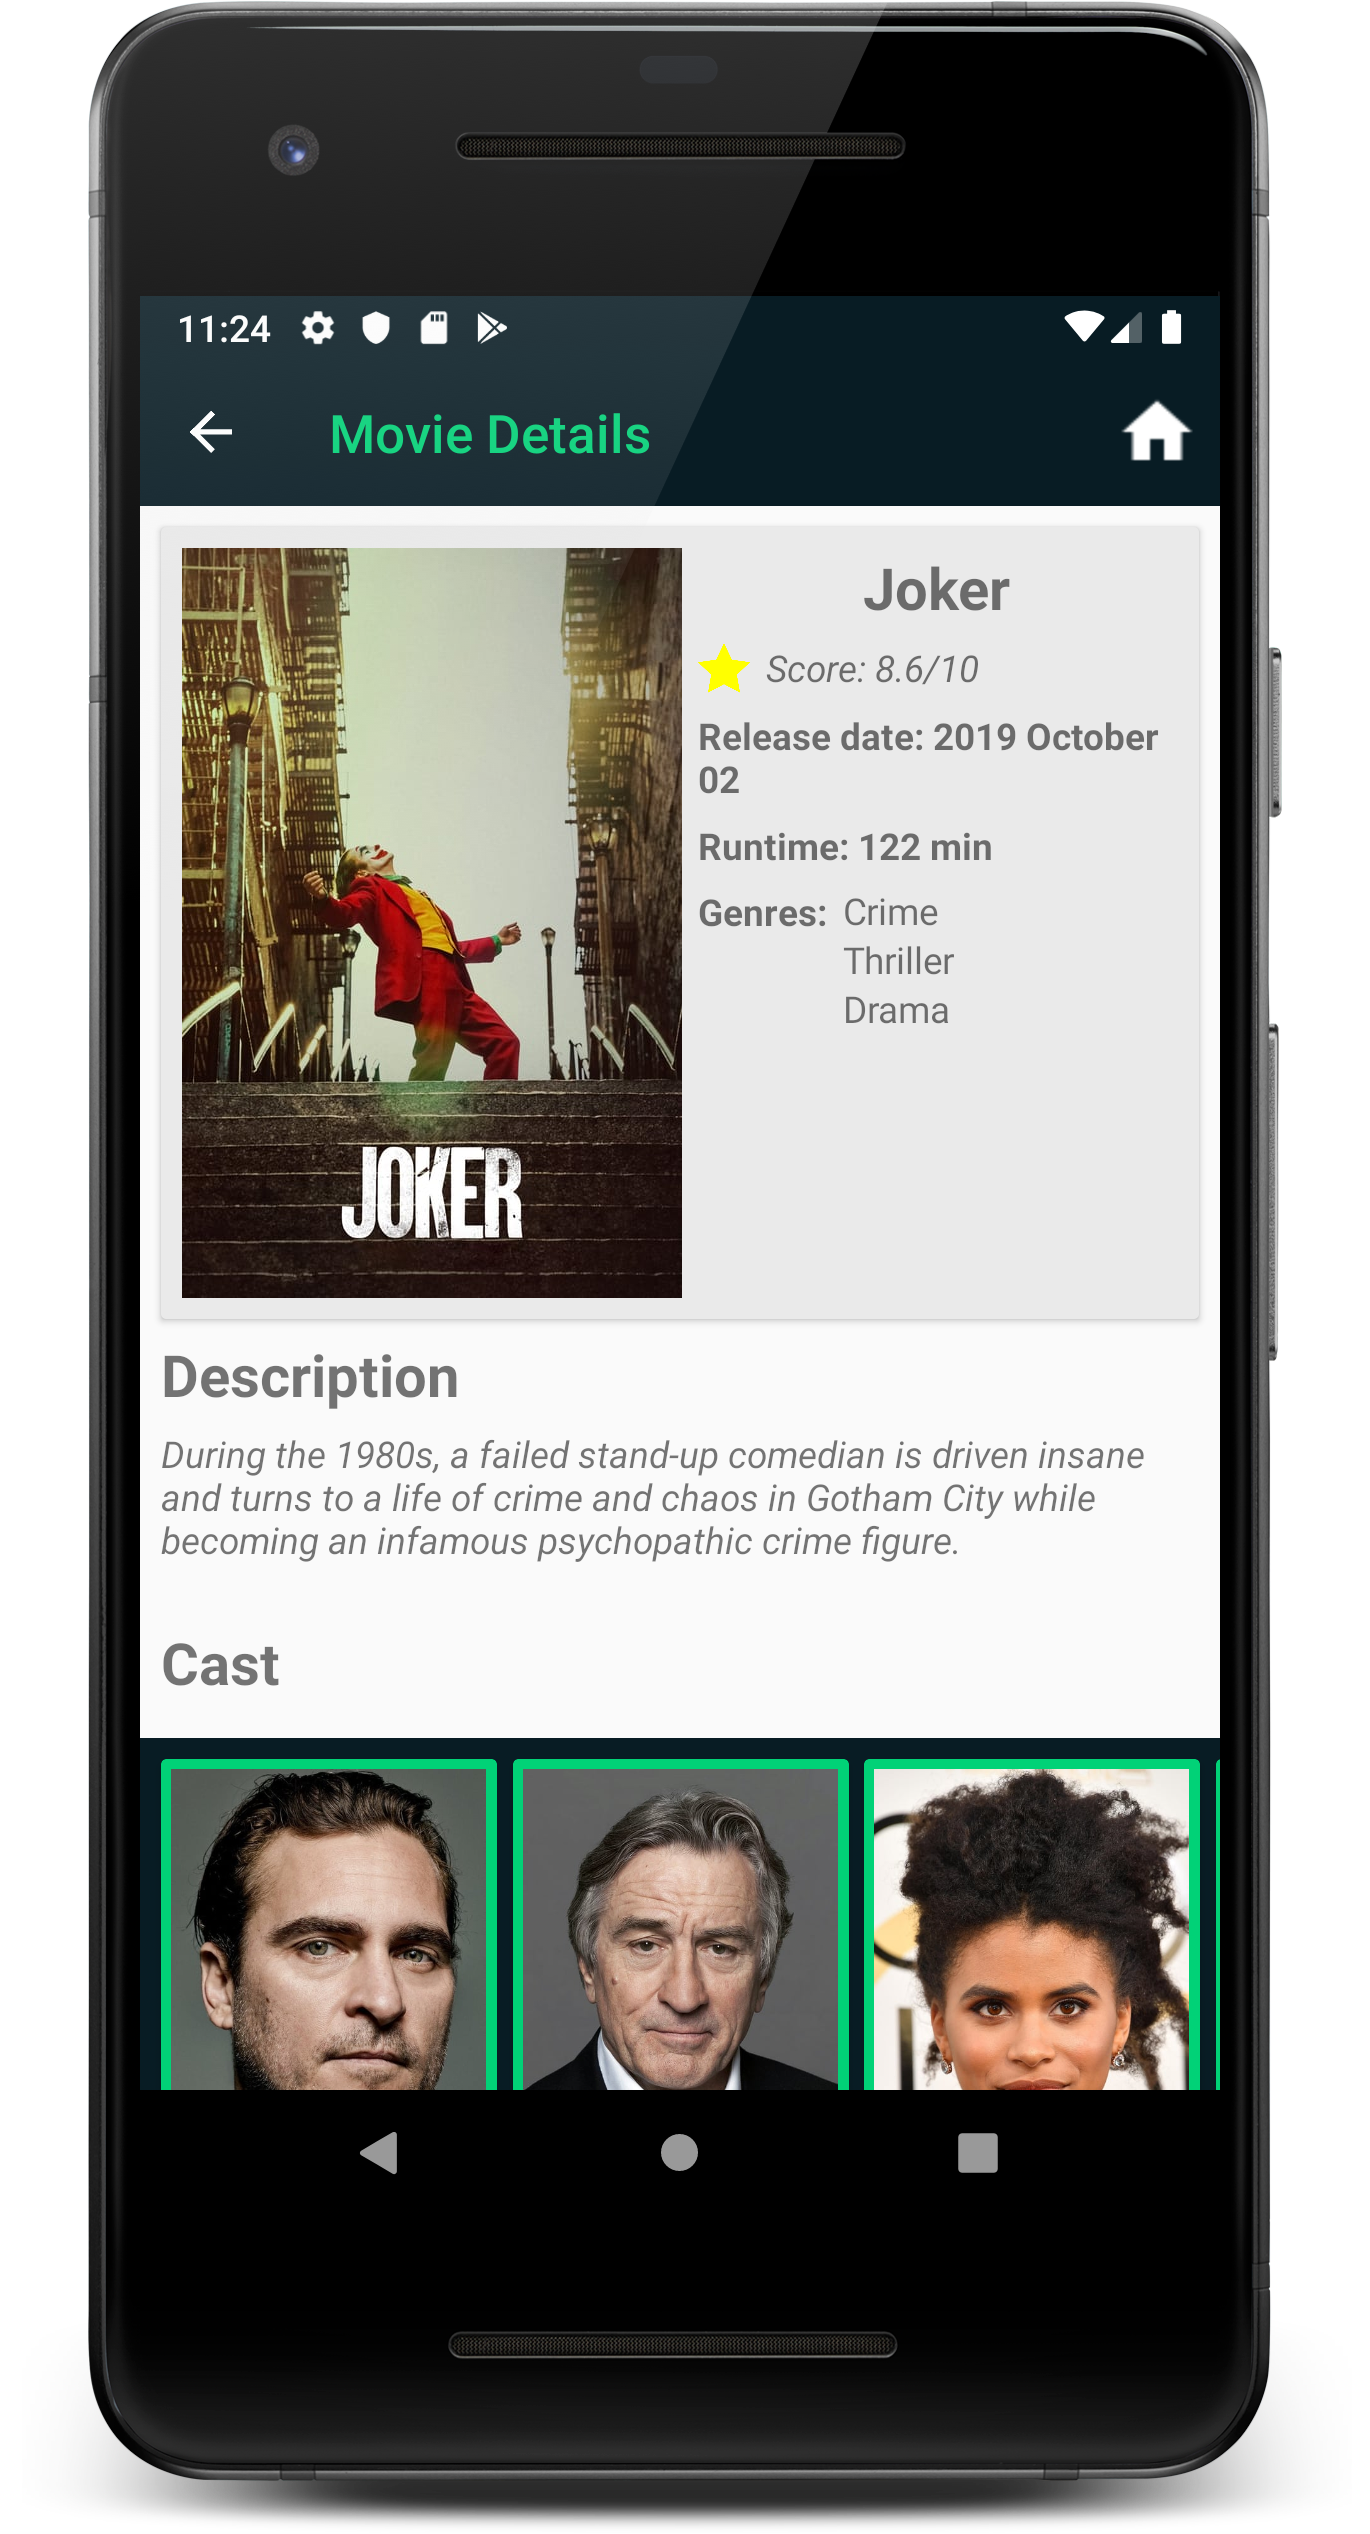 11:24
Movie Details
Joker
Score: 8.6/10
Release date: 2019 October
02
Runtime: 122 min
Genres: Crime
Thriller
Drama
JOKER
Description
During the 1980s, a failed stand-up comedian is driven insane
and turns to a life of crime and chaos in Gotham City while
becoming an infamous psychopathic crime figure.
Cast